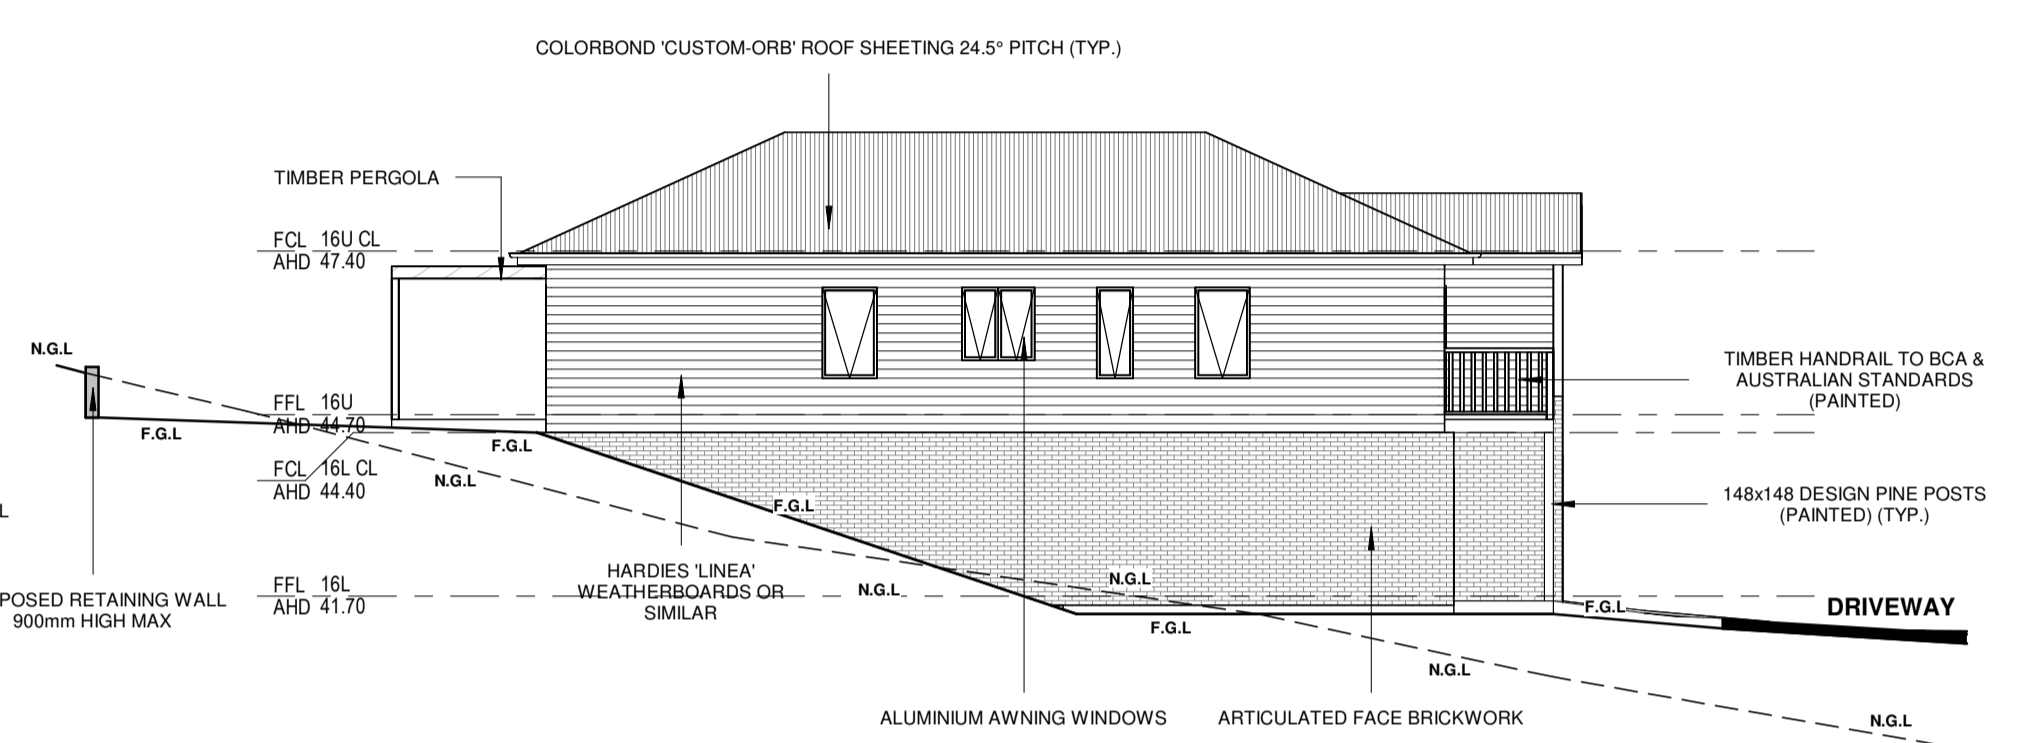 COLORBOND 'CUSTOM-ORB' ROOF SHEETING 24.5° PITCH (TYP.)
TIMBER PERGOLA
FCL 16U CL
AHD 47.40
N.G.L
FFL 16U
AHD 44.70
F.G.L
F.G.L
FCL 16L CL
AHD 44.40
N.G.L
F.G.L
L
TIMBER HANDRAIL TO BCA &
AUSTRALIAN STANDARDS
(PAINTED)
148x148 DESIGN PINE POSTS
(PAINTED) (TYP.)
POSED RETAINING WALL
900mm HIGH MAX
FFL 16L
AHD 41.70
HARDIES 'LINEA'
WEATHERBOARDS OR
SIMILAR
N.G.L
N.G.L
F.G.L
F.G.L
DRIVEWAY
N.G.L
N.G.L
ALUMINIUM AWNING WINDOWS
ARTICULATED FACE BRICKWORK